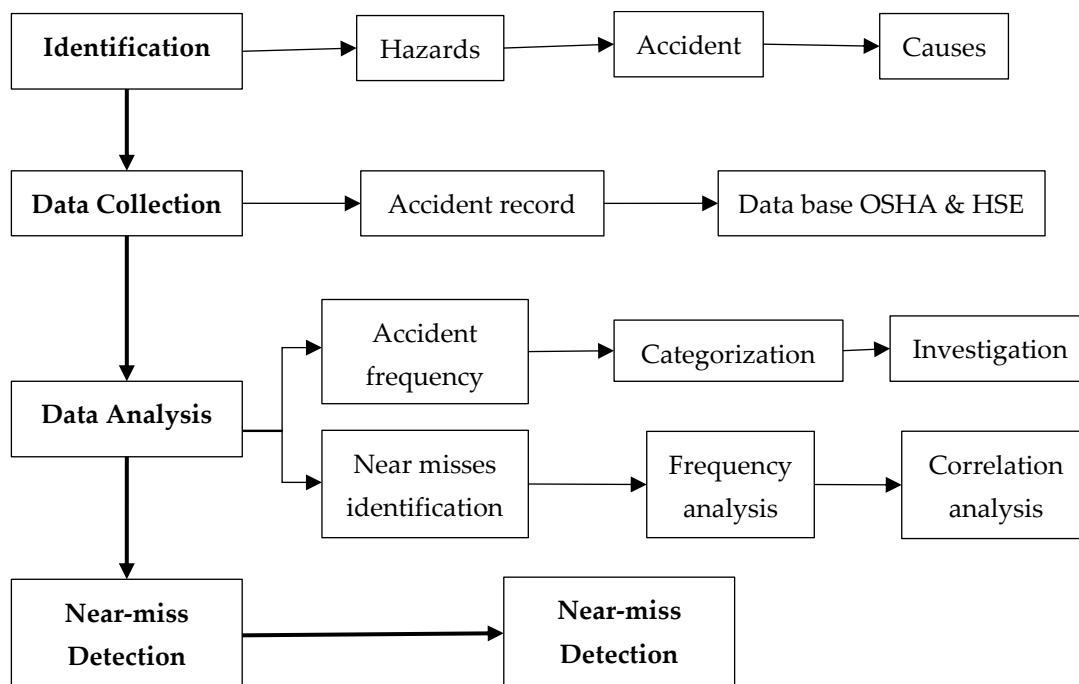 Identification
Hazards
Accident
Causes
Data Collection
Accident record
Data base OSHA & HSE
Data Analysis
Accident
frequency
Categorization
Investigation
Near misses
identification
Frequency
analysis
Correlation
analysis
Near-miss
Detection
Near-miss
Detection